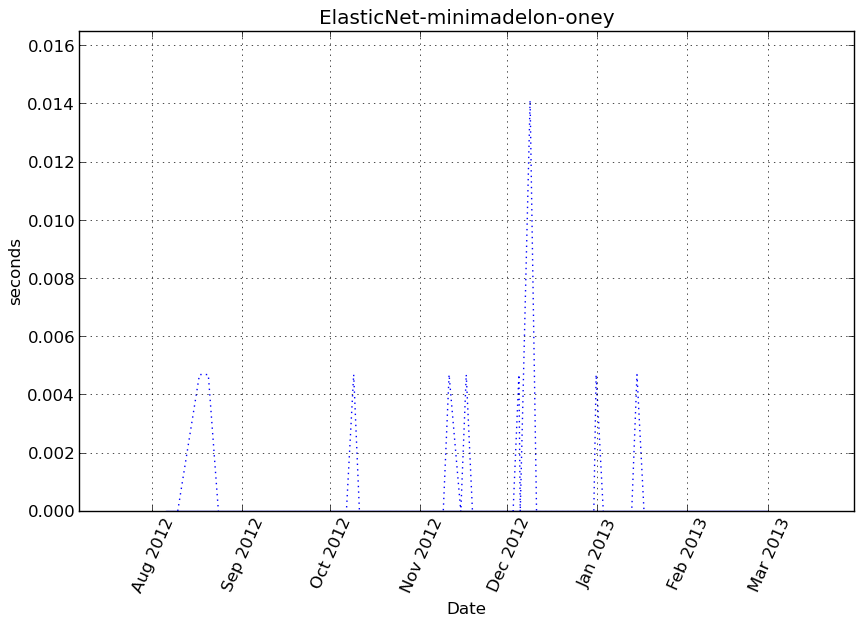 ElasticNet-minimadelon-oney
0.016
0.014
0.012
0.010
0.008
0.006
0.004
0.002
0.000
seconds
Aug 2012
Sep 2012
Oct 2012
Nov 2012
Dec 2012
Jan 2013
Feb 2013
Mar 2013
Date